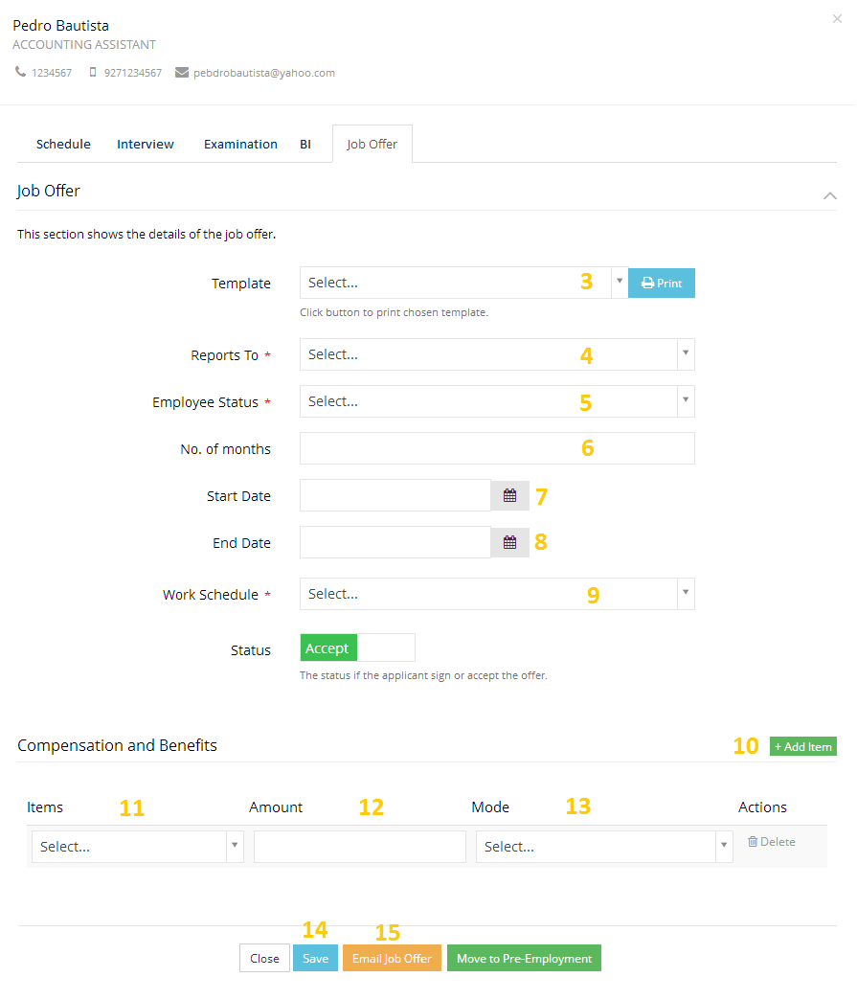 Pedro Bautista
ACCOUNTING ASSISTANT
1234567 9271234567 pebdrobautista@yahoo.com
Schedule Interview Examination BI Job Offer
Job Offer
This section shows the details of the job offer.
Template Select... 3 Print
Click button to print chosen template.
Reports To * Select... 4
Employee Status * Select... 5
No. of months 6
Start Date 7
End Date 8
Work Schedule * Select... 9
Status Accept
The status if the applicant sign or accept the offer.
Compensation and Benefits 10 + Add Item
Items 11 Amount 12 Mode 13 Actions
Select... Select... Delete
14 15
Close Save Email Job Offer Move to Pre-Employment